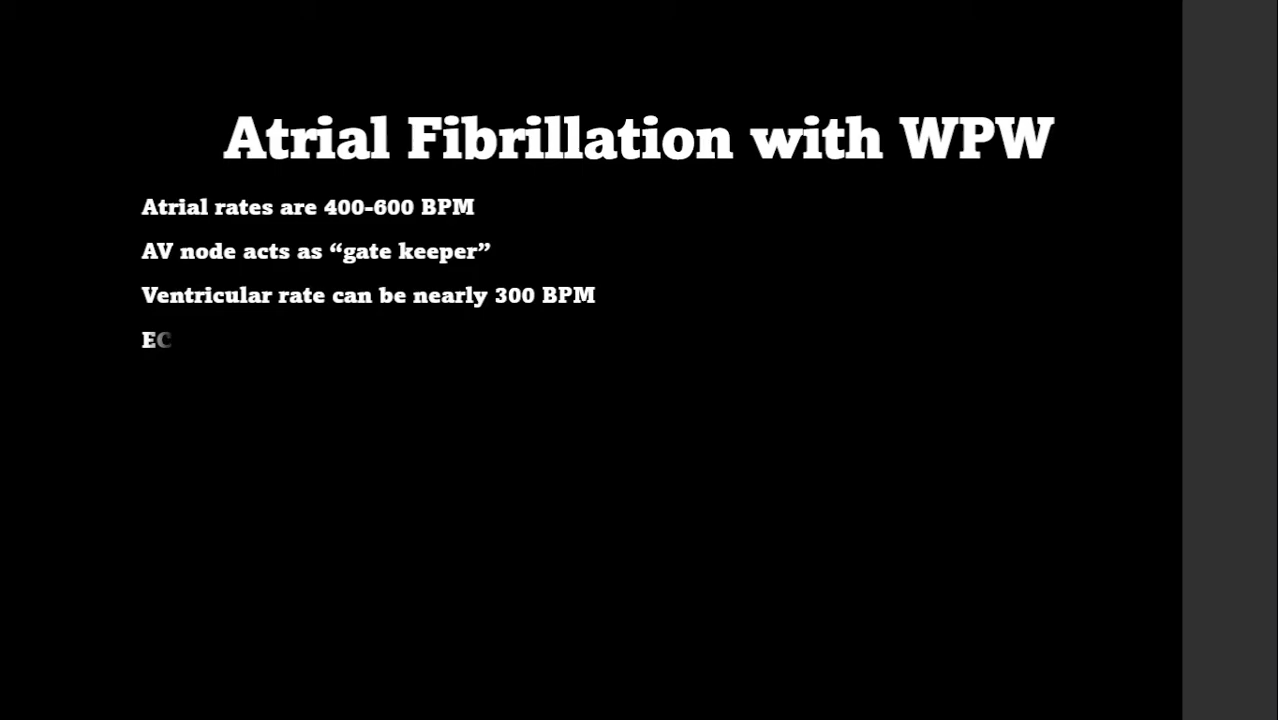 Atrial Fibrillation with WPW
Atrial rates are 400-600 BPM
AV node acts as “gate keeper”
Ventricular rate can be nearly 300 BPM
EC